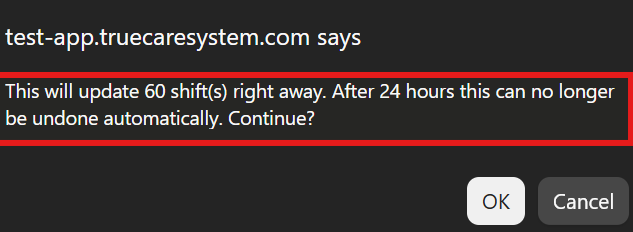 test-app.truecaresystem.com says
This will update 60 shift(s) right away. After 24 hours this can no longer
be undone automatically. Continue?
OK
Cancel